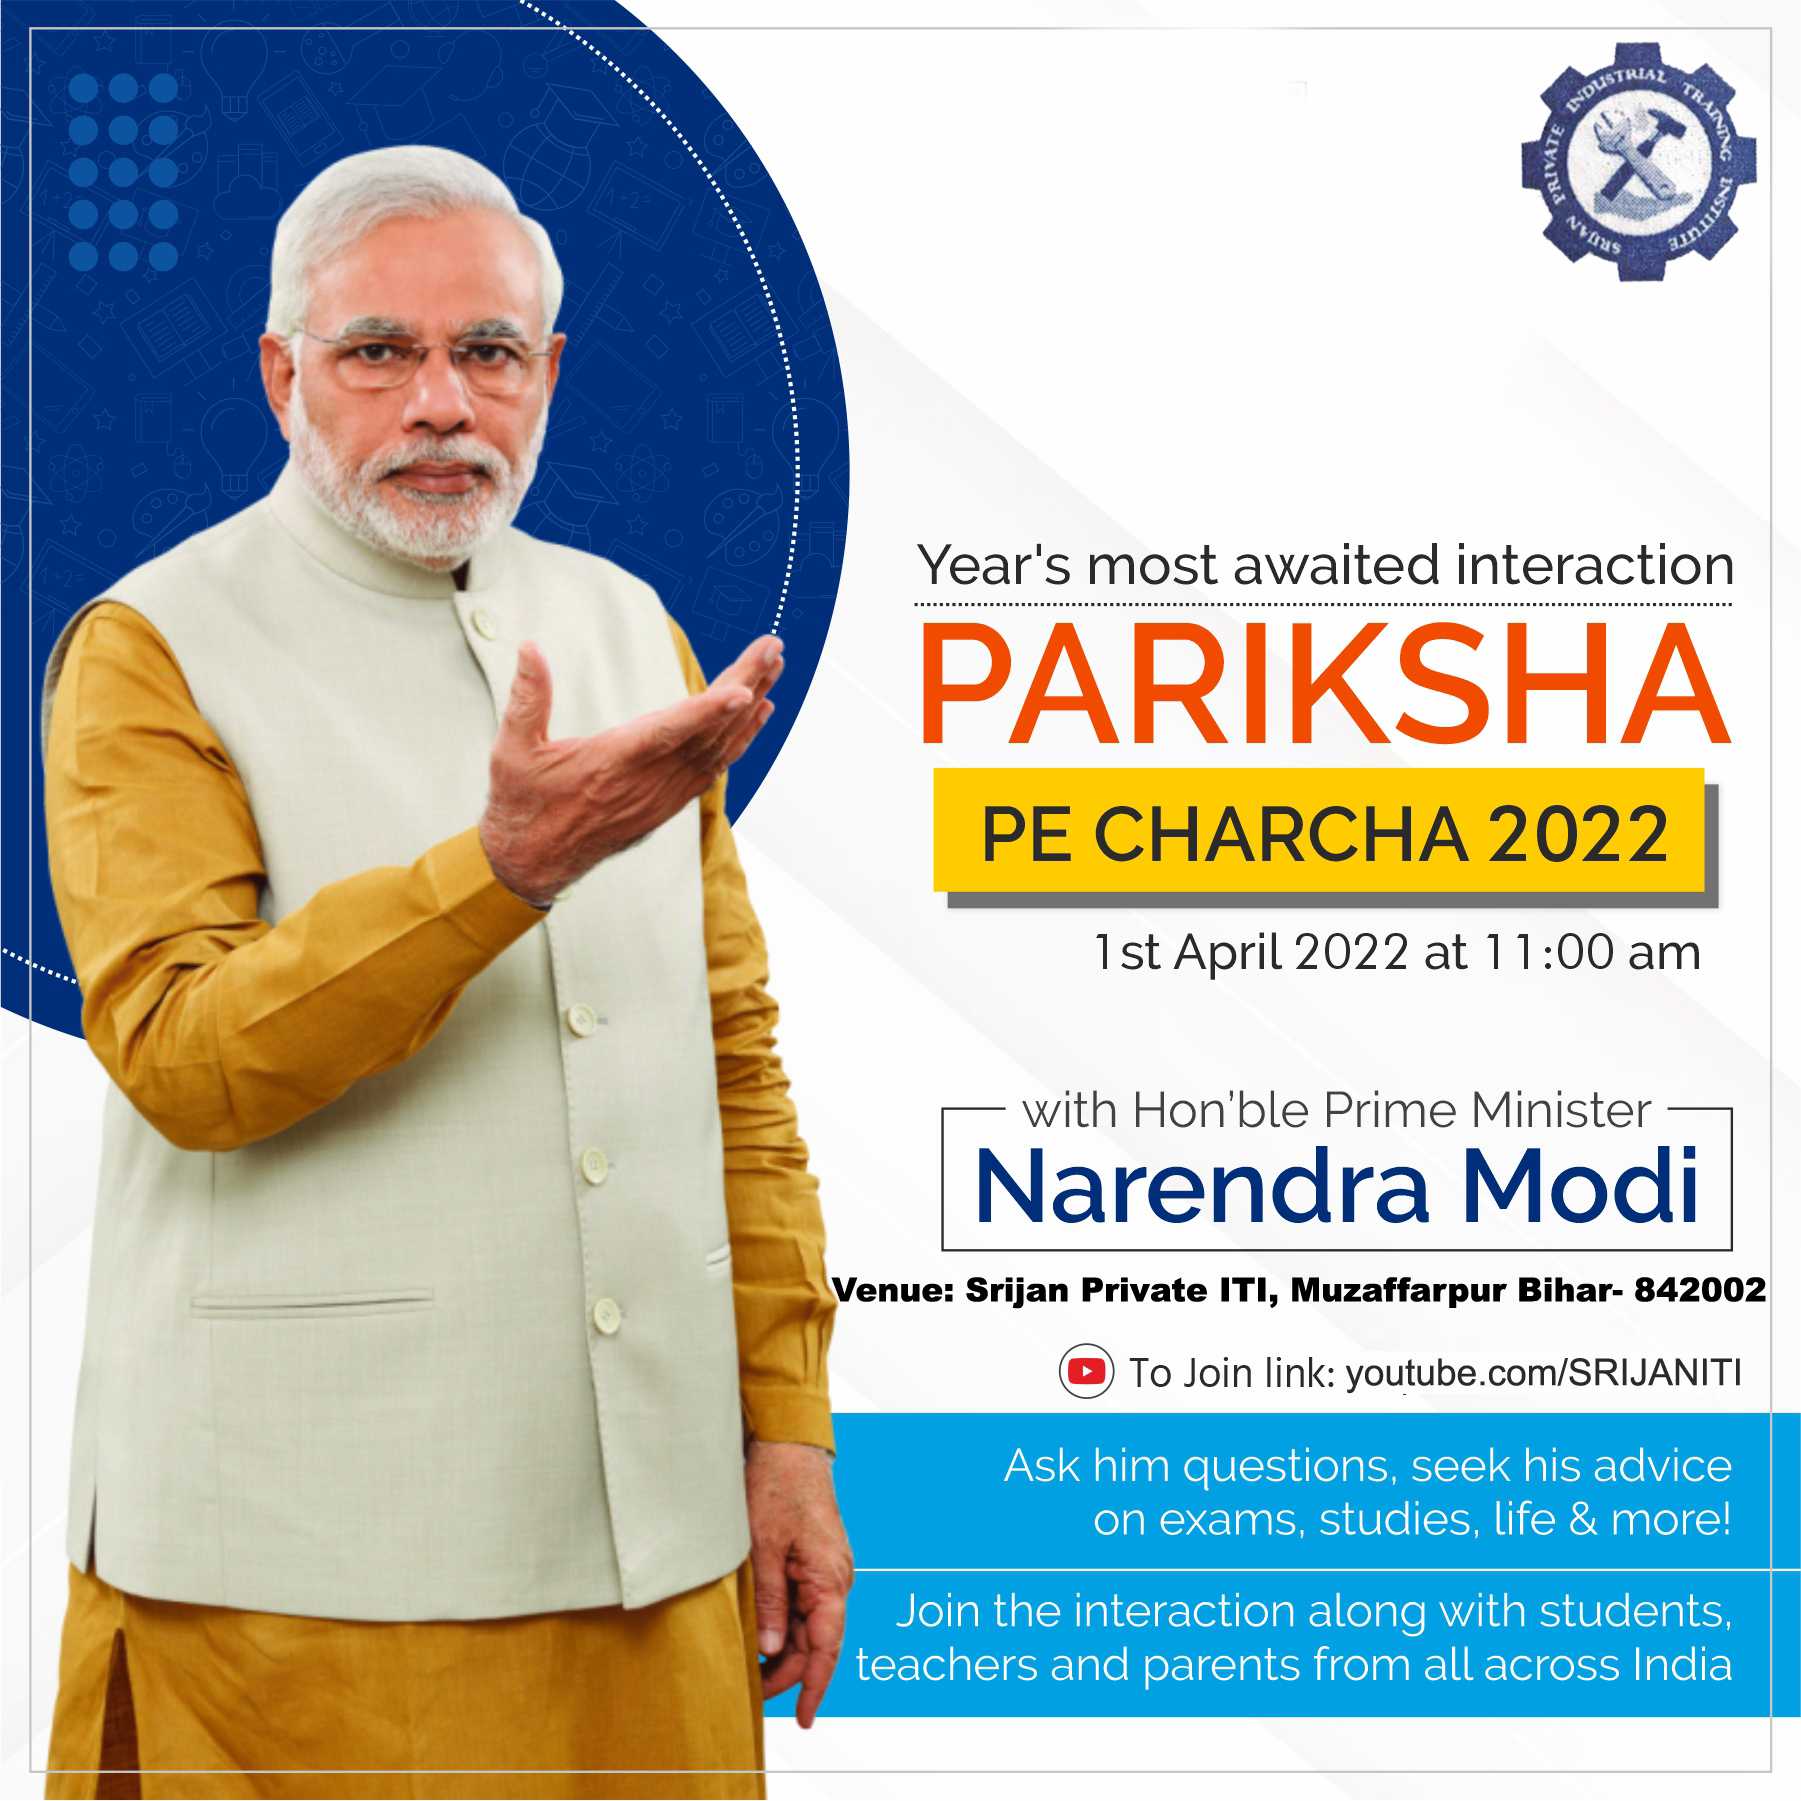 SRIJAN PRIVATE INDUSTRIAL TRAINING INSTITUTE
Year's most awaited interaction
PARIKSHA
PE CHARCHA 2022
1st April 2022 at 11:00 am
with Hon’ble Prime Minister
Narendra Modi
Venue: Srijan Private ITI, Muzaffarpur Bihar- 842002
To Join link: youtube.com/SRIJANITI
Ask him questions, seek his advice
on exams, studies, life & more!
Join the interaction along with students,
teachers and parents from all across India